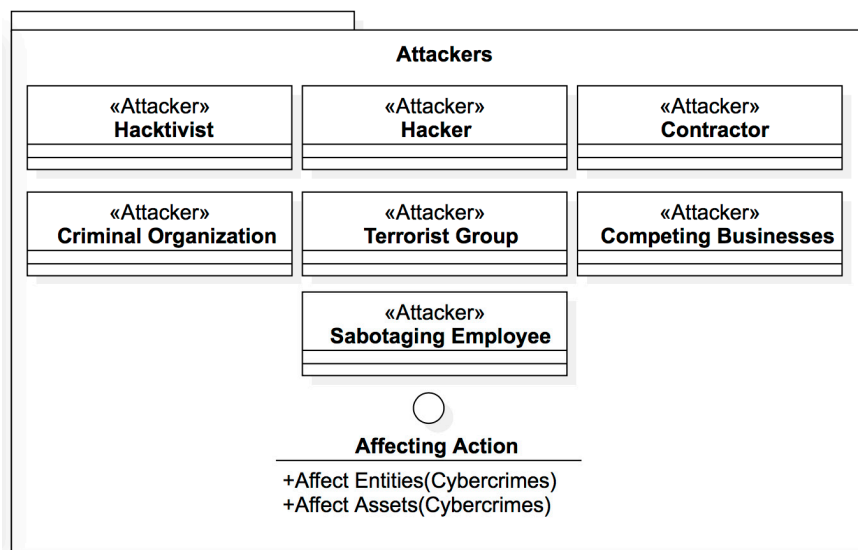 Attackers
«Attacker»
Hacktivist
«Attacker»
Hacker
«Attacker»
Contractor
«Attacker»
Criminal Organization
«Attacker»
Terrorist Group
«Attacker»
Competing Businesses
«Attacker»
Sabotaging Employee
Affecting Action
+Affect Entities(Cybercrimes)
+Affect Assets(Cybercrimes)